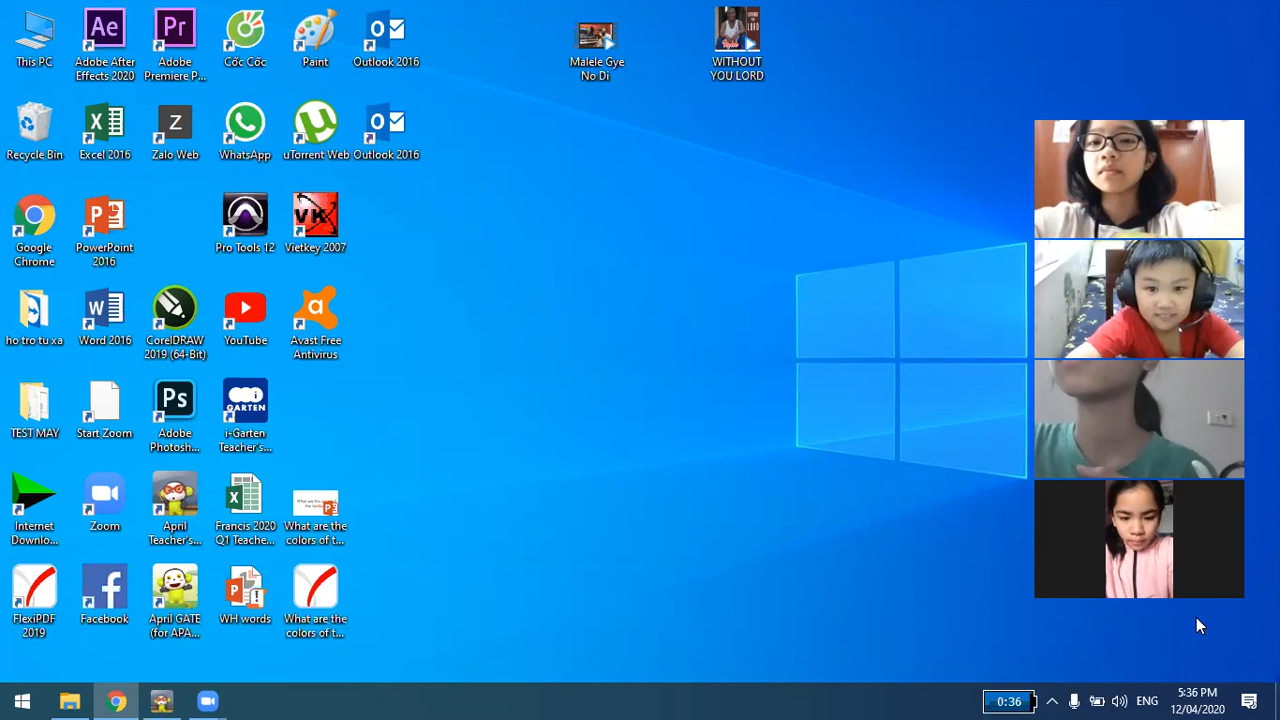 This PC
Ae
Adobe After
Effects 2020
Pr
Adobe
Premiere P...
Cốc Cốc
Paint
Outlook 2016
Malele Gye
No Di
WITHOUT
YOU LORD
Recycle Bin
Excel 2016
Z
Zalo Web
WhatsApp
uTorrent Web
Outlook 2016
Google
Chrome
PowerPoint
2016
Pro Tools 12
VK
Vietkey 2007
ho tro tu xa
Word 2016
CorelDRAW
2019 (64-Bit)
YouTube
Avast Free
Antivirus
TEST MAY
Start Zoom
Ps
Adobe
Photosh...
GARTEN
i-Garten
Teacher's...
Internet
Downlo...
Zoom
April
Teacher's...
Francis 2020
Q1 Teache...
What are the
colors of t...
FlexiPDF
2019
Facebook
April GATE
(for APA...
WH words
What are the
colors of t...
0:36
ENG
5:36 PM
12/04/2020